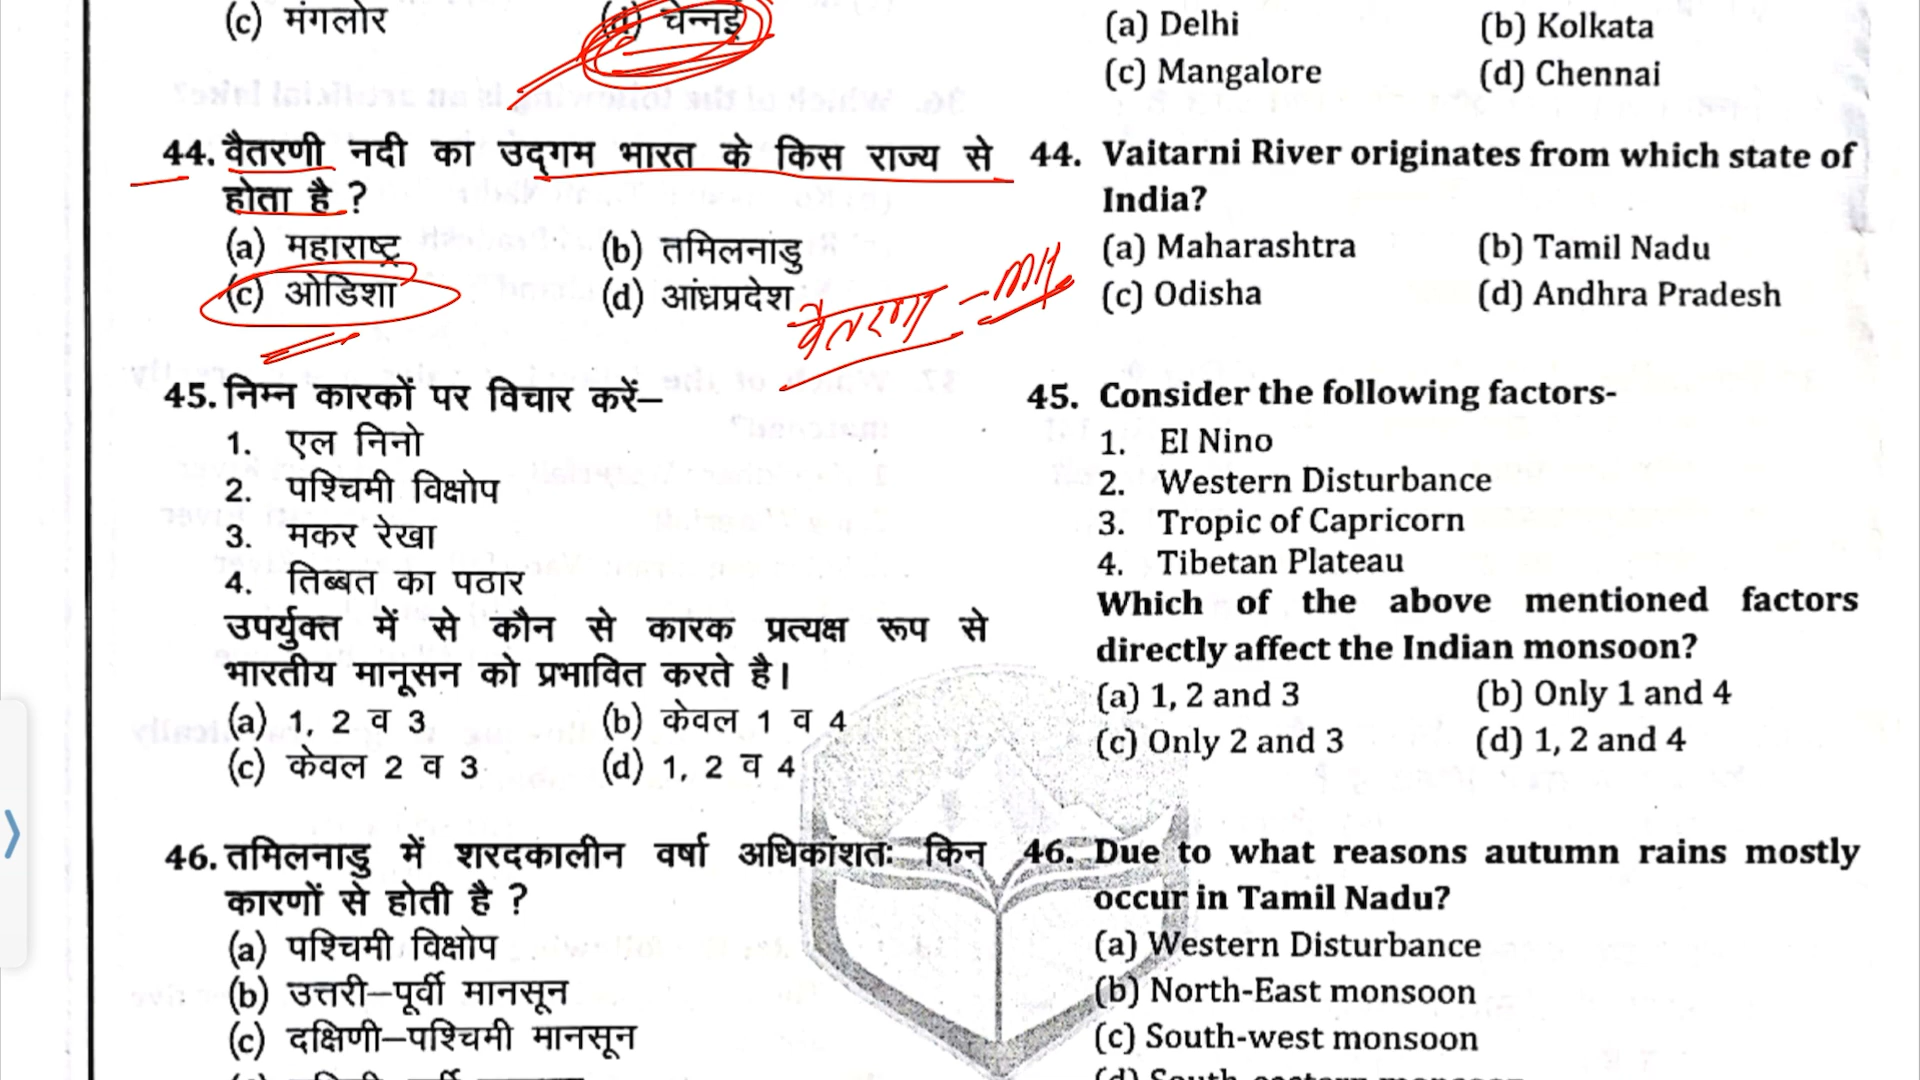 (c) मंगलोर (d) चेन्नई
44. वैतरणी नदी का उद्गम भारत के किस राज्य से
होता है ?
(a) महाराष्ट्र (b) तमिलनाडु
(c) ओडिशा (d) आंध्रप्रदेश
वैतरणा –
45. निम्न कारकों पर विचार करें–
1. एल निनो
2. पश्चिमी विक्षोप
3. मकर रेखा
4. तिब्बत का पठार
उपर्युक्त में से कौन से कारक प्रत्यक्ष रूप से
भारतीय मानूसन को प्रभावित करते है।
(a) 1, 2 व 3 (b) केवल 1 व 4
(c) केवल 2 व 3 (d) 1, 2 व 4
46. तमिलनाडु में शरदकालीन वर्षा अधिकांशतः किन
कारणों से होती है ?
(a) पश्चिमी विक्षोप
(b) उत्तरी–पूर्वी मानसून
(c) दक्षिणी–पश्चिमी मानसून
(a) Delhi (b) Kolkata
(c) Mangalore (d) Chennai
44. Vaitarni River originates from which state of
India?
(a) Maharashtra (b) Tamil Nadu
(c) Odisha (d) Andhra Pradesh
45. Consider the following factors-
1. El Nino
2. Western Disturbance
3. Tropic of Capricorn
4. Tibetan Plateau
Which of the above mentioned factors
directly affect the Indian monsoon?
(a) 1, 2 and 3 (b) Only 1 and 4
(c) Only 2 and 3 (d) 1, 2 and 4
46. Due to what reasons autumn rains mostly
occur in Tamil Nadu?
(a) Western Disturbance
(b) North-East monsoon
(c) South-west monsoon
(d) South-eastern monsoon